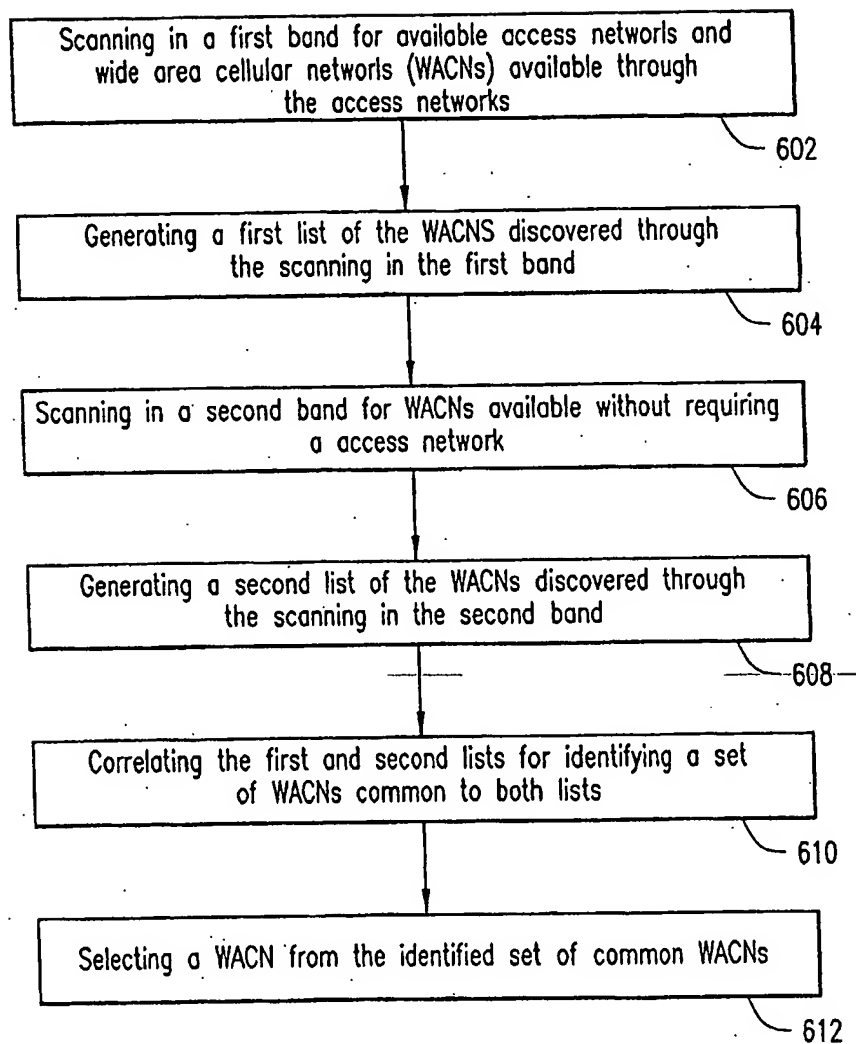 Scanning in a first band for available access networls and
wide area cellular networls (WACNs) available through
the access networks
602
Generating a first list of the WACNS discovered through
the scanning in the first band
604
Scanning in a second band for WACNs available without requiring
a access network
606
Generating a second list of the WACNs discovered through
the scanning in the second band
608
Correlating the first and second lists for identifying a set
of WACNs common to both lists
610
Selecting a WACN from the identified set of common WACNs
612